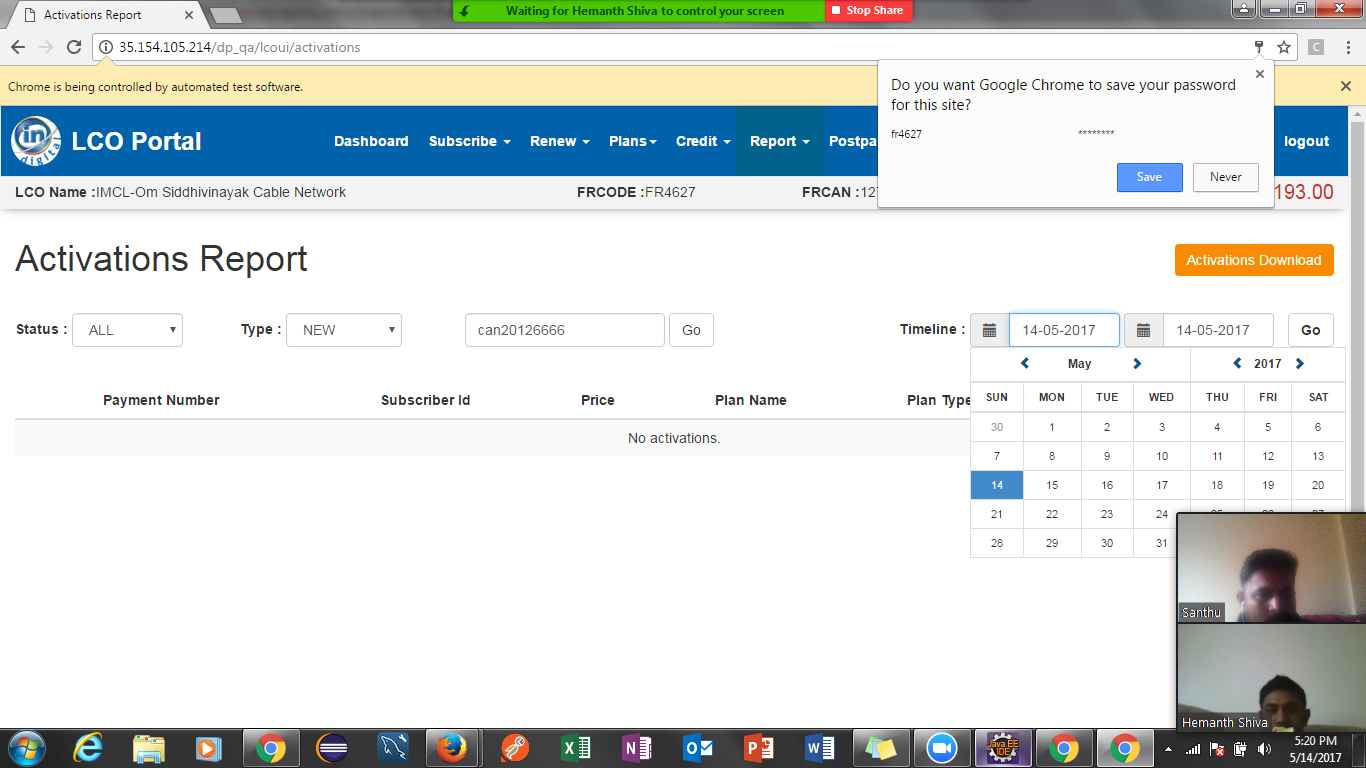 Activations Report
Waiting for Hemanth Shiva to control your screen
Stop Share
35.154.105.214/dp_qa/lcoui/activations
C
Chrome is being controlled by automated test software.
Do you want Google Chrome to save your password
for this site?
fr4627 ********
Save Never
in
digital
LCO Portal
Dashboard Subscribe Renew Plans Credit Report Postpa logout
LCO Name :IMCL-Om Siddhivinayak Cable Network FRCODE :FR4627 FRCAN :127 193.00
Activations Report
Activations Download
Status : ALL Type : NEW can20126666 Go Timeline : 14-05-2017 14-05-2017 Go
May 2017
SUN MON TUE WED THU FRI SAT
Payment Number Subscriber Id Price Plan Name Plan Type
30 1 2 3 4 5 6
No activations.
7 8 9 10 11 12 13
14 15 16 17 18 19 20
21 22 23 24
28 29 30 31
Santhu
Hemanth Shiva
Java EE
IDE
5:20 PM
5/14/2017